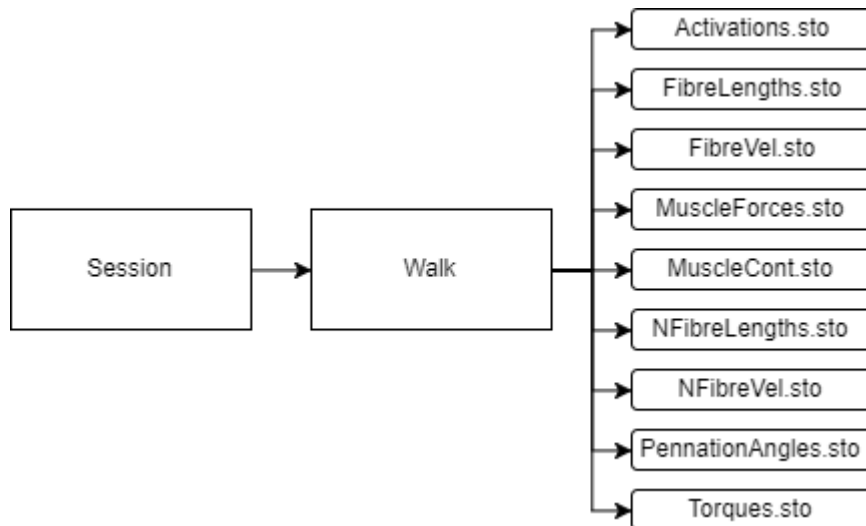 Session
Walk
Activations.sto
FibreLengths.sto
FibreVel.sto
MuscleForces.sto
MuscleCont.sto
NFibreLengths.sto
NFibreVel.sto
PennationAngles.sto
Torques.sto